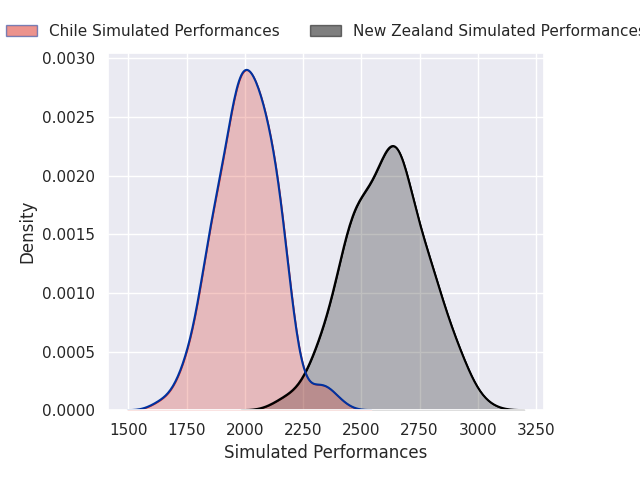 Chile Simulated Performances New Zealand Simulated Performances
0.0030
0.0025
0.0020
0.0015
0.0010
0.0005
0.0000
Density
1500 1750 2000 2250 2500 2750 3000 3250
Simulated Performances